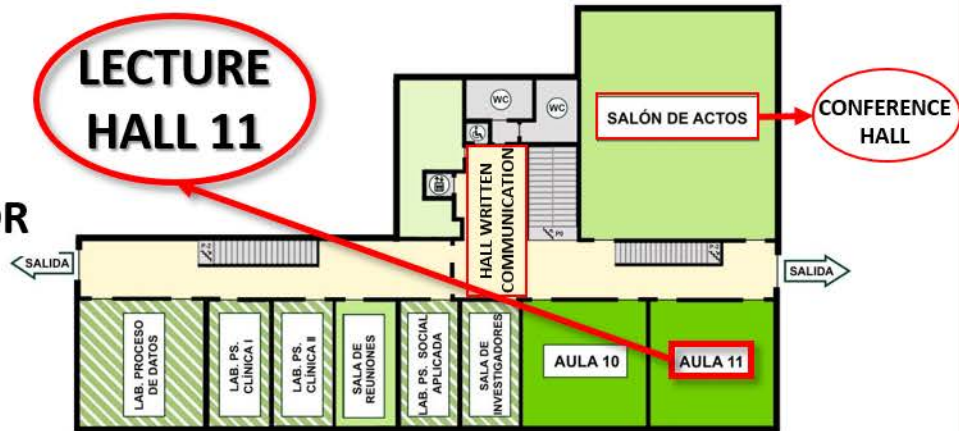 LECTURE
HALL 11
WC
WC
SALÓN DE ACTOS
CONFERENCE
HALL
HALL WRITTEN
COMMUNICATION
OR
SALIDA
SALIDA
LAB. PROCESO
DE DATOS
LAB. PS.
CLÍNICA I
LAB. PS.
CLÍNICA II
SALA DE
REUNIONES
LAB. PS. SOCIAL
APLICADA
SALA DE
INVESTIGADORES
AULA 10
AULA 11